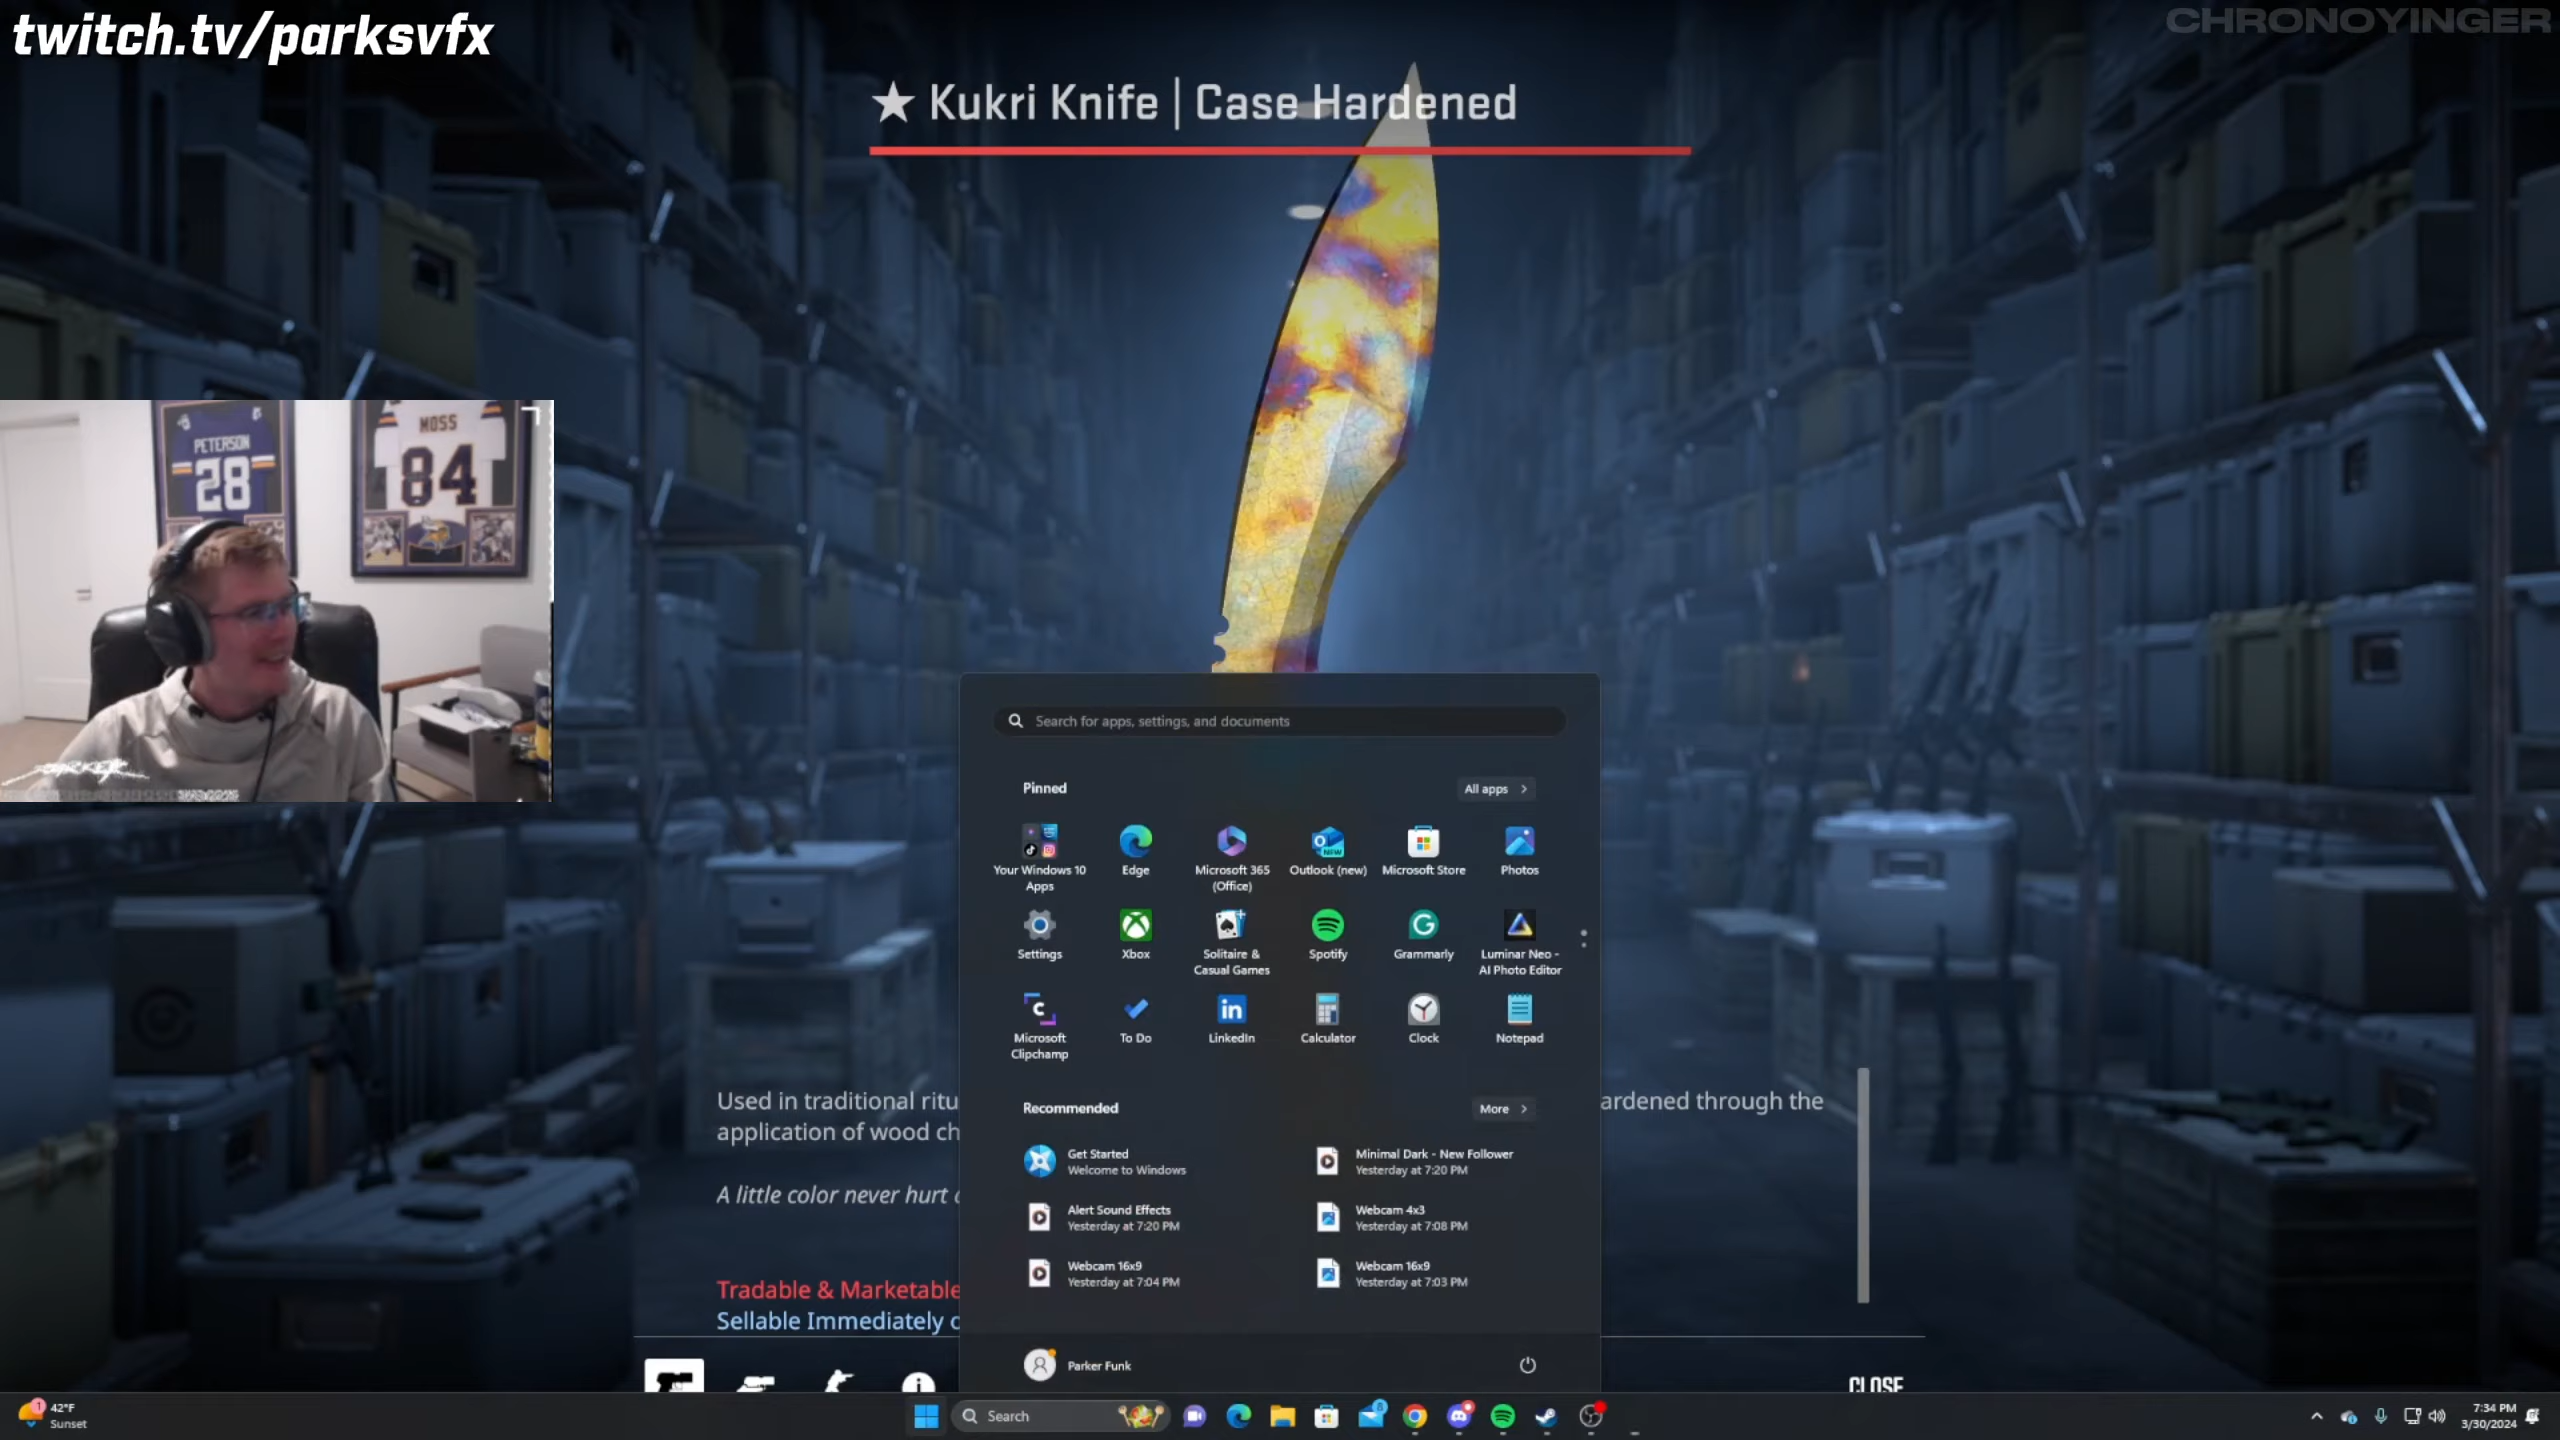 twitch.tv/parksvfx
CHRONOYINGER
★ Kukri Knife | Case Hardened
PETERSON
28
MOSS
84
PARKER
Search for apps, settings, and documents
Pinned
All apps >
Your Windows 10 Apps
Edge
Microsoft 365 (Office)
Outlook (new)
Microsoft Store
Photos
Settings
Xbox
Solitaire & Casual Games
Spotify
Grammarly
Luminar Neo - AI Photo Editor
Microsoft Clipchamp
To Do
LinkedIn
Calculator
Clock
Notepad
Recommended
More >
Get Started
Welcome to Windows
Minimal Dark - New Follower
Yesterday at 7:20 PM
Alert Sound Effects
Yesterday at 7:20 PM
Webcam 4x3
Yesterday at 7:08 PM
Webcam 16x9
Yesterday at 7:04 PM
Webcam 16x9
Yesterday at 7:03 PM
Parker Funk
Used in traditional ritu
ardened through the
application of wood ch
A little color never hurt
Tradable & Marketable
Sellable Immediately
CLOSE
42°F
Sunset
Search
7:34 PM
3/30/2024